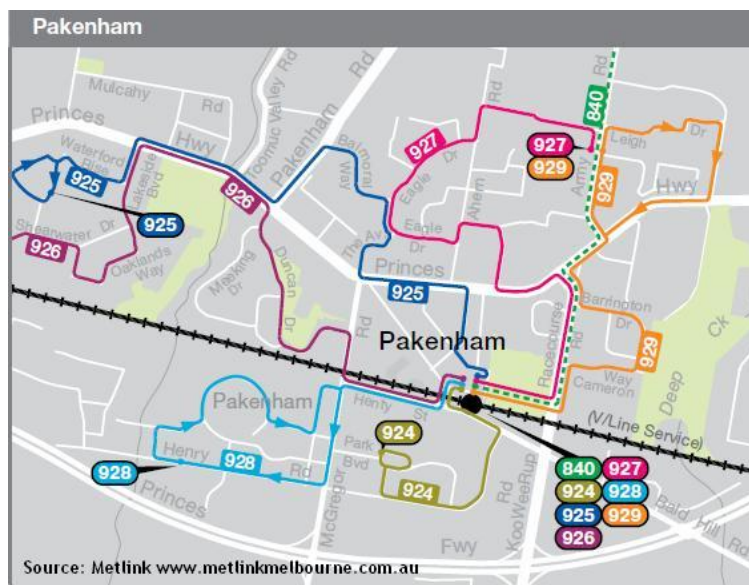 Pakenham
Mulcahy
Rd
Princes
Hwy
Toomuc Valley Rd
Pakenham
Rd
Balmoral
Way
Rd
Rd
840
Waterford
Rise
925
Lakeside
Bvd
926
925
Shearwater
Dr
926
Oaklands
Way
927
Eagle
Dr
Eagle
Dr
Ahern
927
929
Army
Leigh
Dr
929
Hwy
The Av
Princes
Meeking
Dr
Duncan
Dr
Rd
925
Pakenham
Racecourse
Rd
Barrington
Dr
929
Way
Cameron
Deep
Ck
Pakenham
Henty
St
(V/Line Service)
Henry
928
Rd
928
Park
Bvd
924
924
Princes
McGregor
Rd
KooWeeRup
Fwy
Bald Hill Rd
840 927
924 928
925 929
926
Source: Metlink www.metlinkmelbourne.com.au